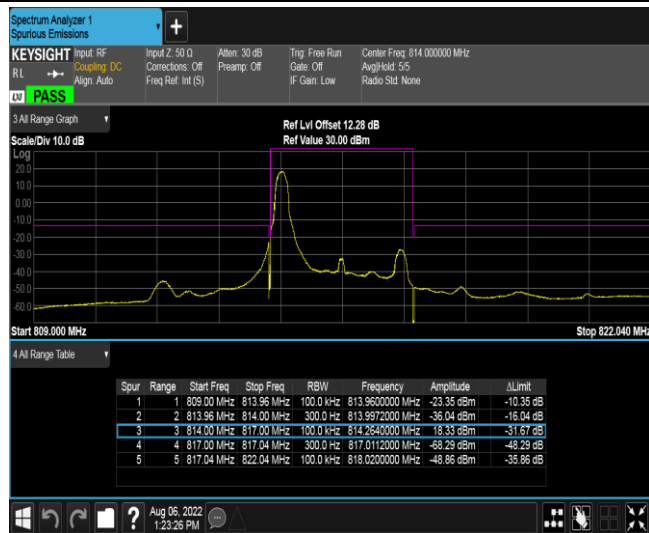 Spectrum Analyzer 1
Spurious Emissions
+
KEYSIGHT Input: RF Input Z: 50 Ω Atten: 30 dB Trig: Free Run Center Freq: 814.000000 MHz
RL Coupling: DC Corrections: Off Preamp: Off Gate: Off Avg|Hold: 5/5
Align: Auto Freq Ref: Int (S) IF Gain: Low Radio Std: None
LXI PASS
3 All Range Graph
Ref Lvl Offset 12.28 dB
Scale/Div 10.0 dB Ref Value 30.00 dBm
Log
20.0
10.0
0.00
-10.0
-20.0
-30.0
-40.0
-50.0
-60.0
Start 809.000 MHz Stop 822.040 MHz
4 All Range Table
Spur Range Start Freq Stop Freq RBW Frequency Amplitude ΔLimit
1 1 809.00 MHz 813.96 MHz 100.0 kHz 813.9600000 MHz -23.35 dBm -10.35 dB
2 2 813.96 MHz 814.00 MHz 300.0 Hz 813.9972000 MHz -36.04 dBm -16.04 dB
3 3 814.00 MHz 817.00 MHz 100.0 kHz 814.2640000 MHz 18.33 dBm -31.67 dB
4 4 817.00 MHz 817.04 MHz 300.0 Hz 817.0112000 MHz -68.29 dBm -48.29 dB
5 5 817.04 MHz 822.04 MHz 100.0 kHz 818.0200000 MHz -48.86 dBm -35.86 dB
? Aug 06, 2022
1:23:26 PM